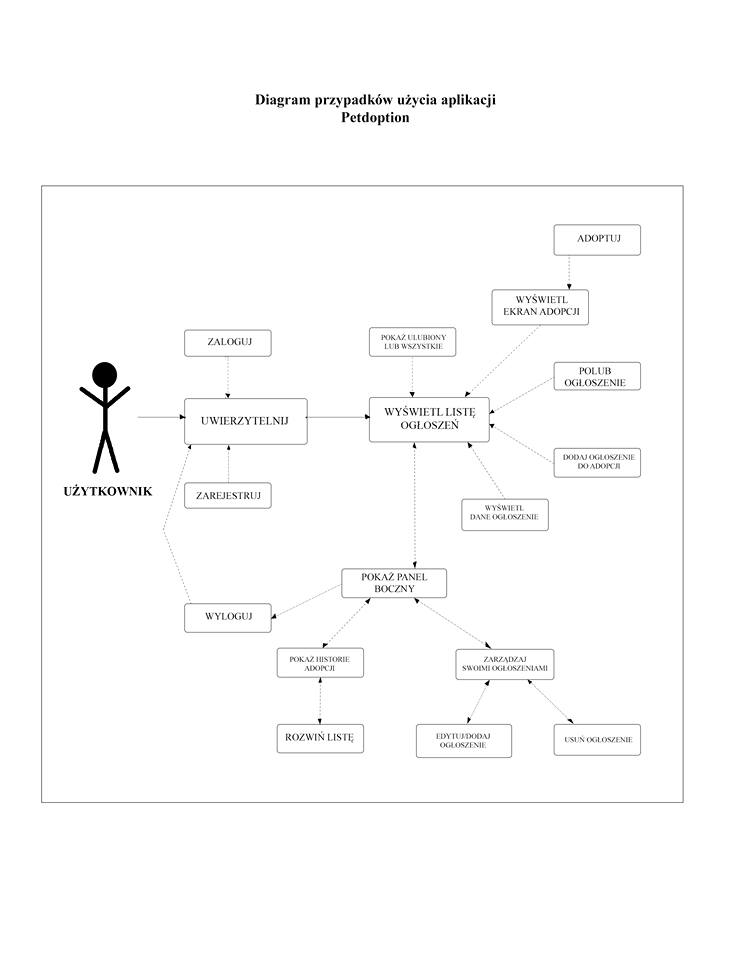 Diagram przypadków użycia aplikacji
Petdoption
ADOPTUJ
WYŚWIETL
EKRAN ADOPCJI
ZALOGUJ
POKAŻ ULUBIONY
LUB WSZYSTKIE
POLUB
OGŁOSZENIE
UWIERZYTELNIJ
WYŚWIETL LISTĘ
OGŁOSZEŃ
DODAJ OGŁOSZENIE
DO ADOPCJI
UŻYTKOWNIK
ZAREJESTRUJ
WYŚWIETL
DANE OGŁOSZENIE
POKAŻ PANEL
BOCZNY
WYLOGUJ
POKAŻ HISTORIE
ADOPCJI
ZARZĄDZAJ
SWOIMI OGŁOSZENIAMI
ROZWIŃ LISTĘ
EDYTUJ/DODAJ
OGŁOSZENIE
USUŃ OGŁOSZENIE